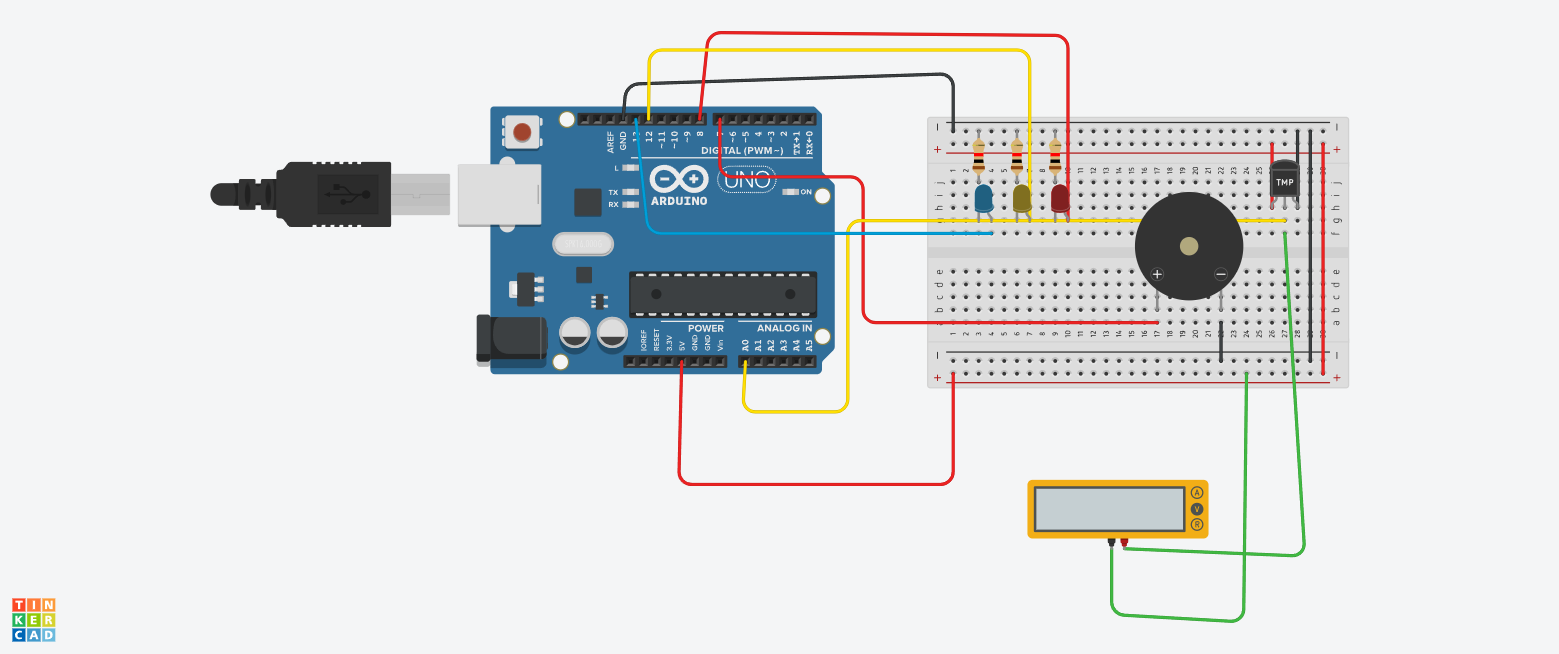 AREF
GND
13
12
~11
~10
~9
8
7
~6
~5
4
~3
2
TX→1
RX←0
DIGITAL (PWM~)
L
TX
RX
ARDUINO
UNO
ON
IOREF
RESET
3.3V
5V
GND
GND
Vin
POWER
ANALOG IN
A0
A1
A2
A3
A4
A5
TMP
j
i
h
g
f
e
d
c
b
a
A
V
R
TIN
KER
CAD